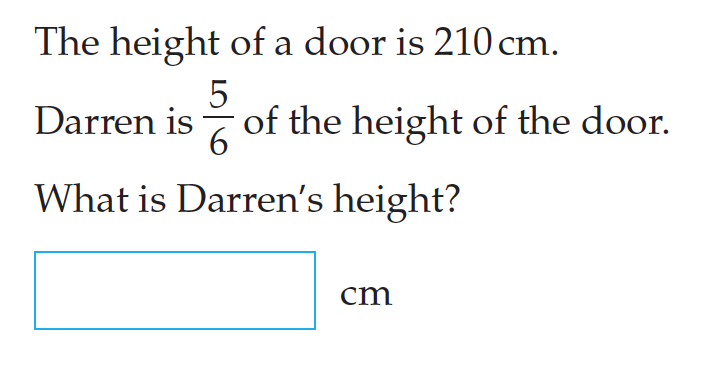 The height of a door is 210 cm.
Darren is 5/6 of the height of the door.
What is Darren's height?
cm